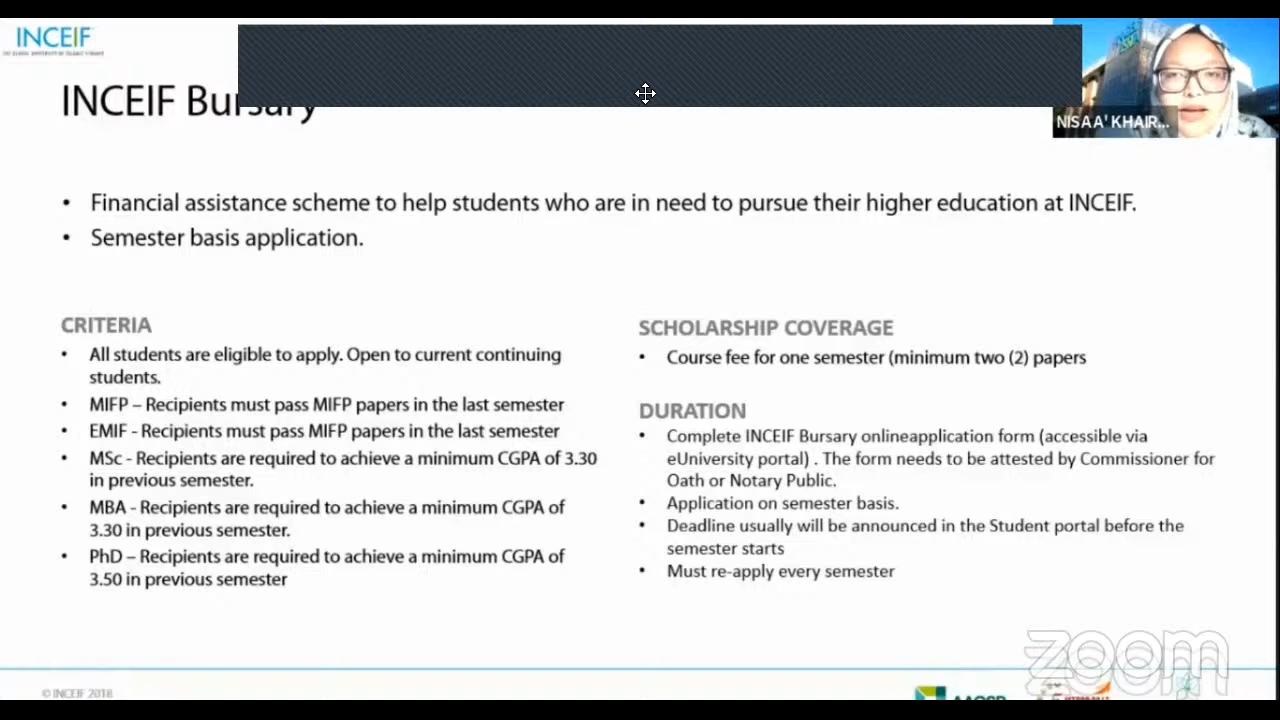 INCEIF
INCEIF Bursary
NISAA' KHAIR...
• Financial assistance scheme to help students who are in need to pursue their higher education at INCEIF.
• Semester basis application.
CRITERIA
• All students are eligible to apply. Open to current continuing
students.
• MIFP – Recipients must pass MIFP papers in the last semester
• EMIF - Recipients must pass MIFP papers in the last semester
• MSc - Recipients are required to achieve a minimum CGPA of 3.30
in previous semester.
• MBA - Recipients are required to achieve a minimum CGPA of
3.30 in previous semester.
• PhD – Recipients are required to achieve a minimum CGPA of
3.50 in previous semester
SCHOLARSHIP COVERAGE
• Course fee for one semester (minimum two (2) papers
DURATION
• Complete INCEIF Bursary onlineapplication form (accessible via
eUniversity portal) . The form needs to be attested by Commissioner for
Oath or Notary Public.
• Application on semester basis.
• Deadline usually will be announced in the Student portal before the
semester starts
• Must re-apply every semester
zoom
© INCEIF 2018